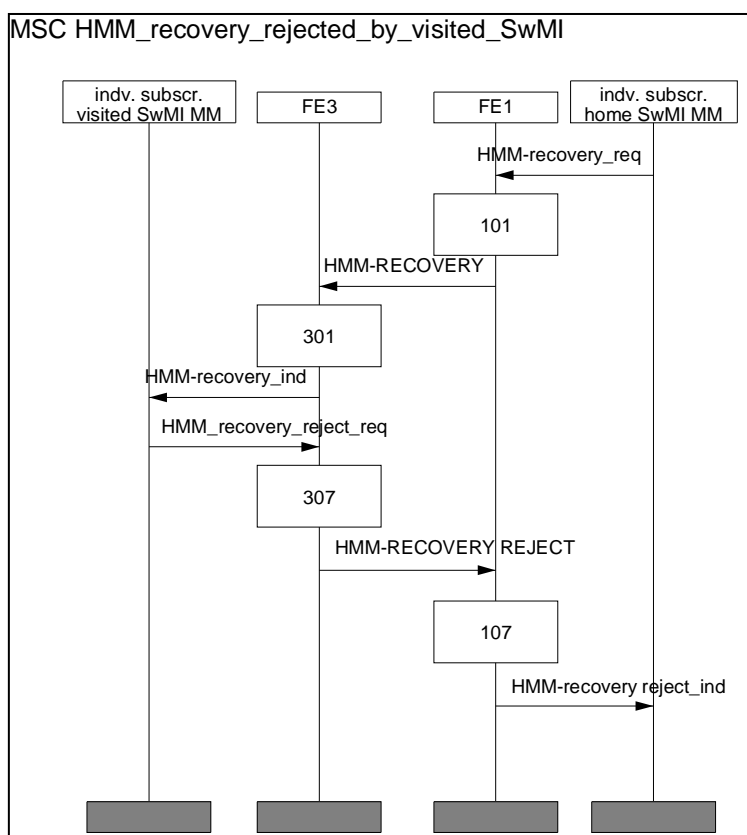 MSC HMM_recovery_rejected_by_visited_SwMI
indv. subscr.
visited SwMI MM
FE3
FE1
indv. subscr.
home SwMI MM
HMM-recovery_req
101
HMM-RECOVERY
301
HMM-recovery_ind
HMM_recovery_reject_req
307
HMM-RECOVERY REJECT
107
HMM-recovery reject_ind